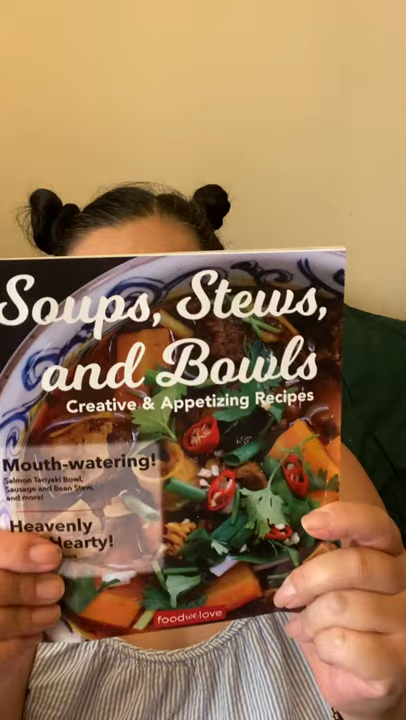 Soups, Stews,
and Bowls
Creative & Appetizing Recipes
Mouth-watering!
Salmon Teriyaki Bowl,
Sausage and Bean Stew,
and more!
Heavenly
Hearty!
food we love